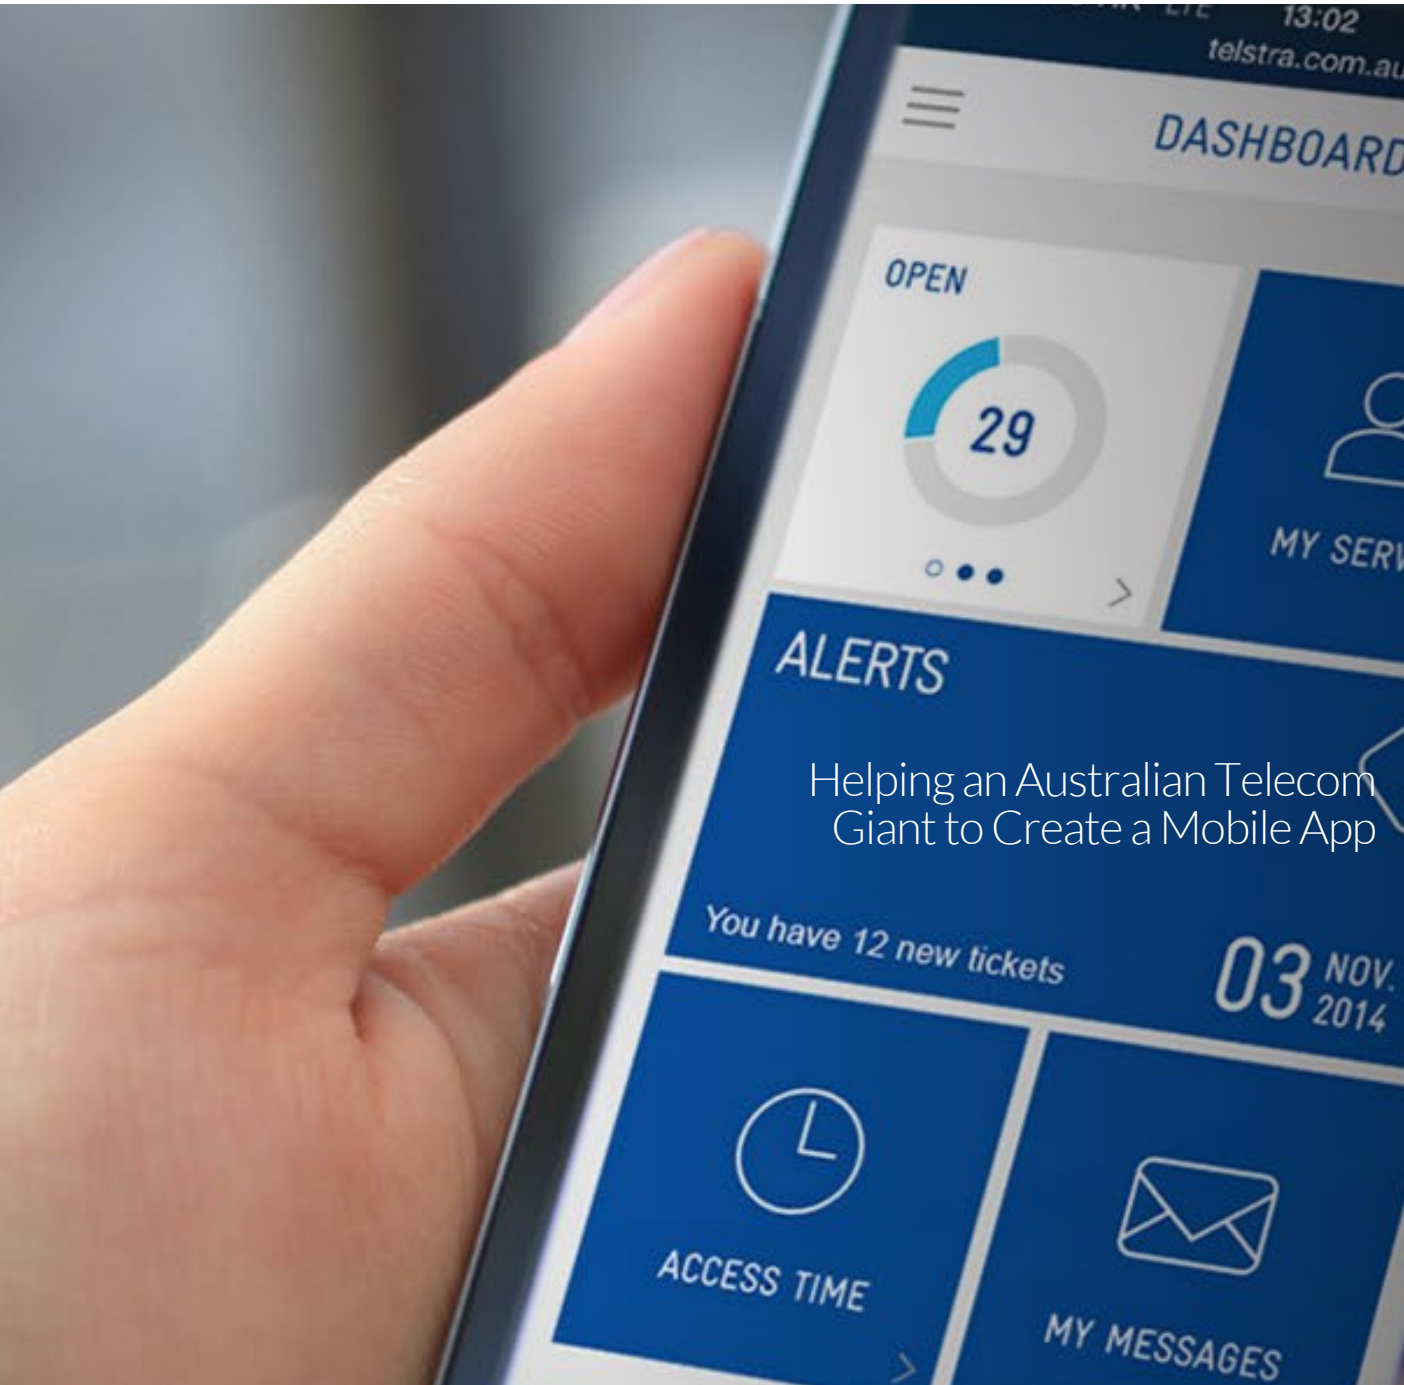 LTE 13:02
telstra.com.au
DASHBOARD
OPEN
29
MY SERV
ALERTS
Helping an Australian Telecom
Giant to Create a Mobile App
You have 12 new tickets
03 NOV.
2014
ACCESS TIME
MY MESSAGES